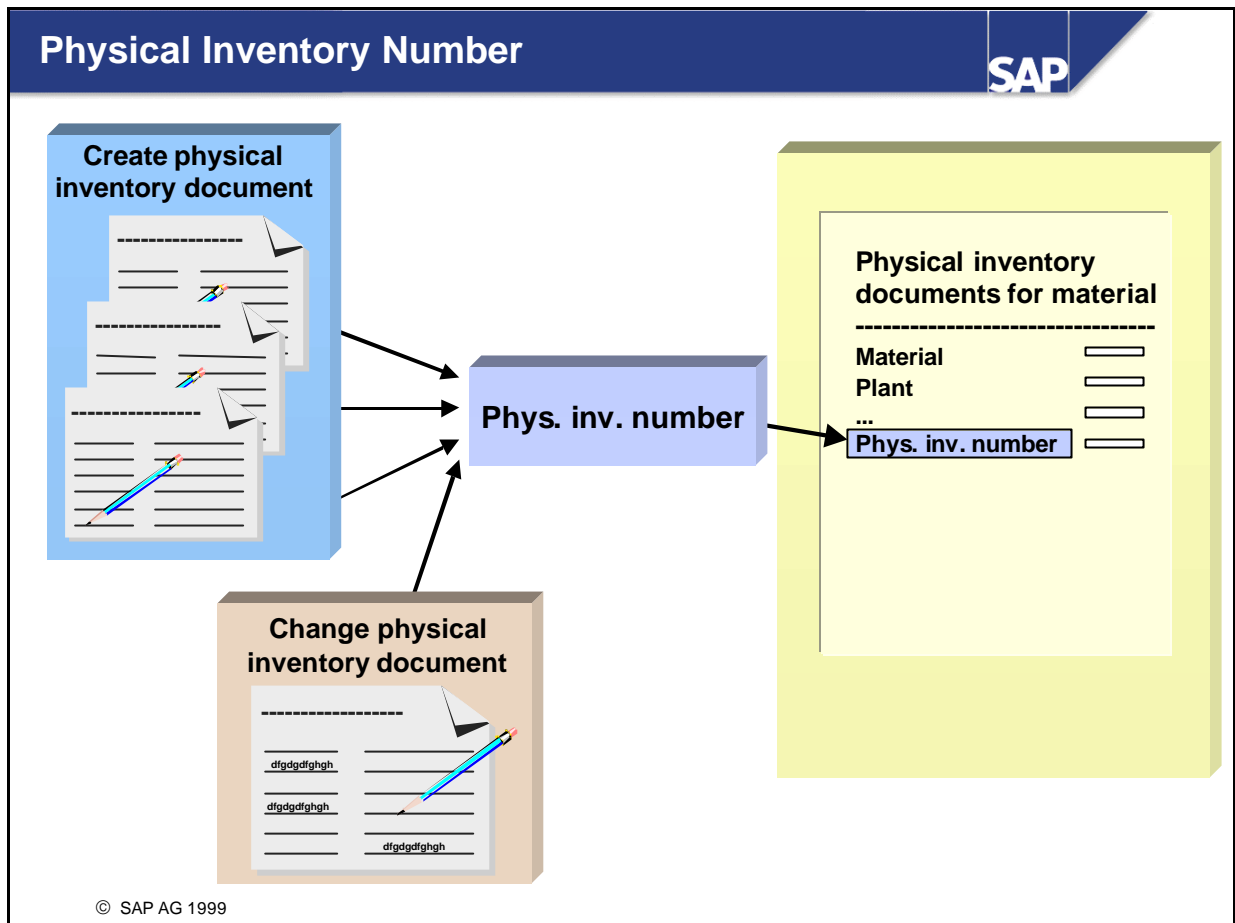 Physical Inventory Number
SAP
Create physical
inventory document
----------------
-----------------
------------------
Phys. inv. number
Change physical
inventory document
------------------
dfgdgdfghgh
dfgdgdfghgh
dfgdgdfghgh
Physical inventory
documents for material
---------------------------------
Material
Plant
...
Phys. inv. number
© SAP AG 1999